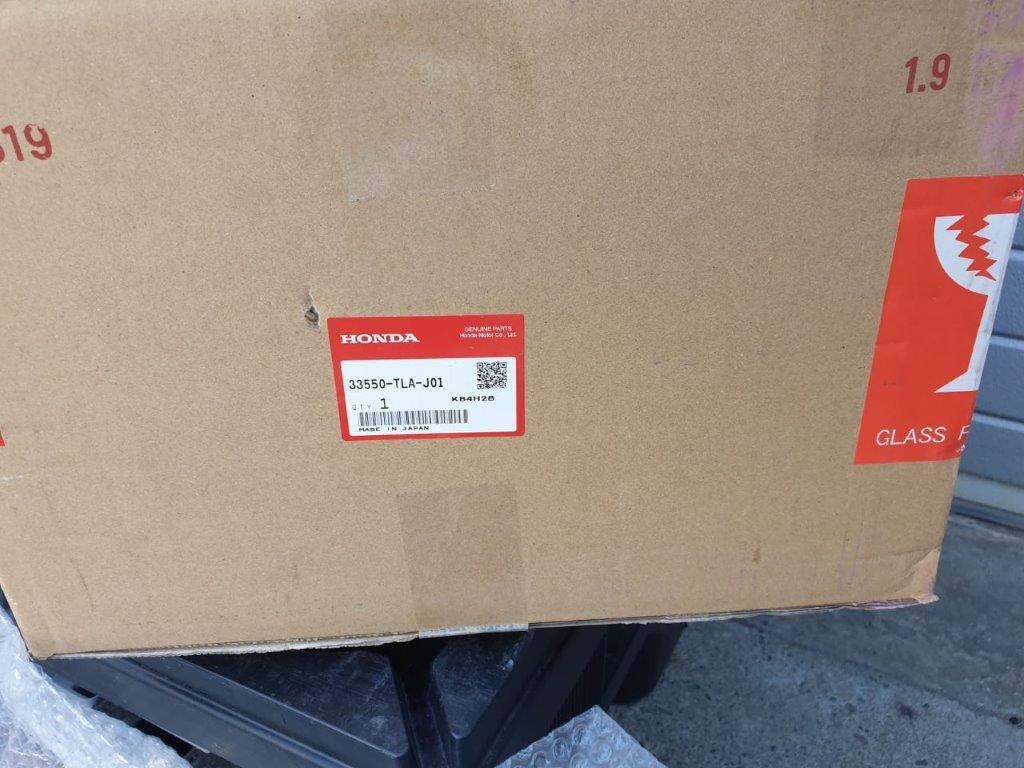 1.9
19
HONDA
GENUINE PARTS
Honda Motor Co., Ltd.
33550-TLA-J01
KB4H28
QTY 1
MADE IN JAPAN
GLASS